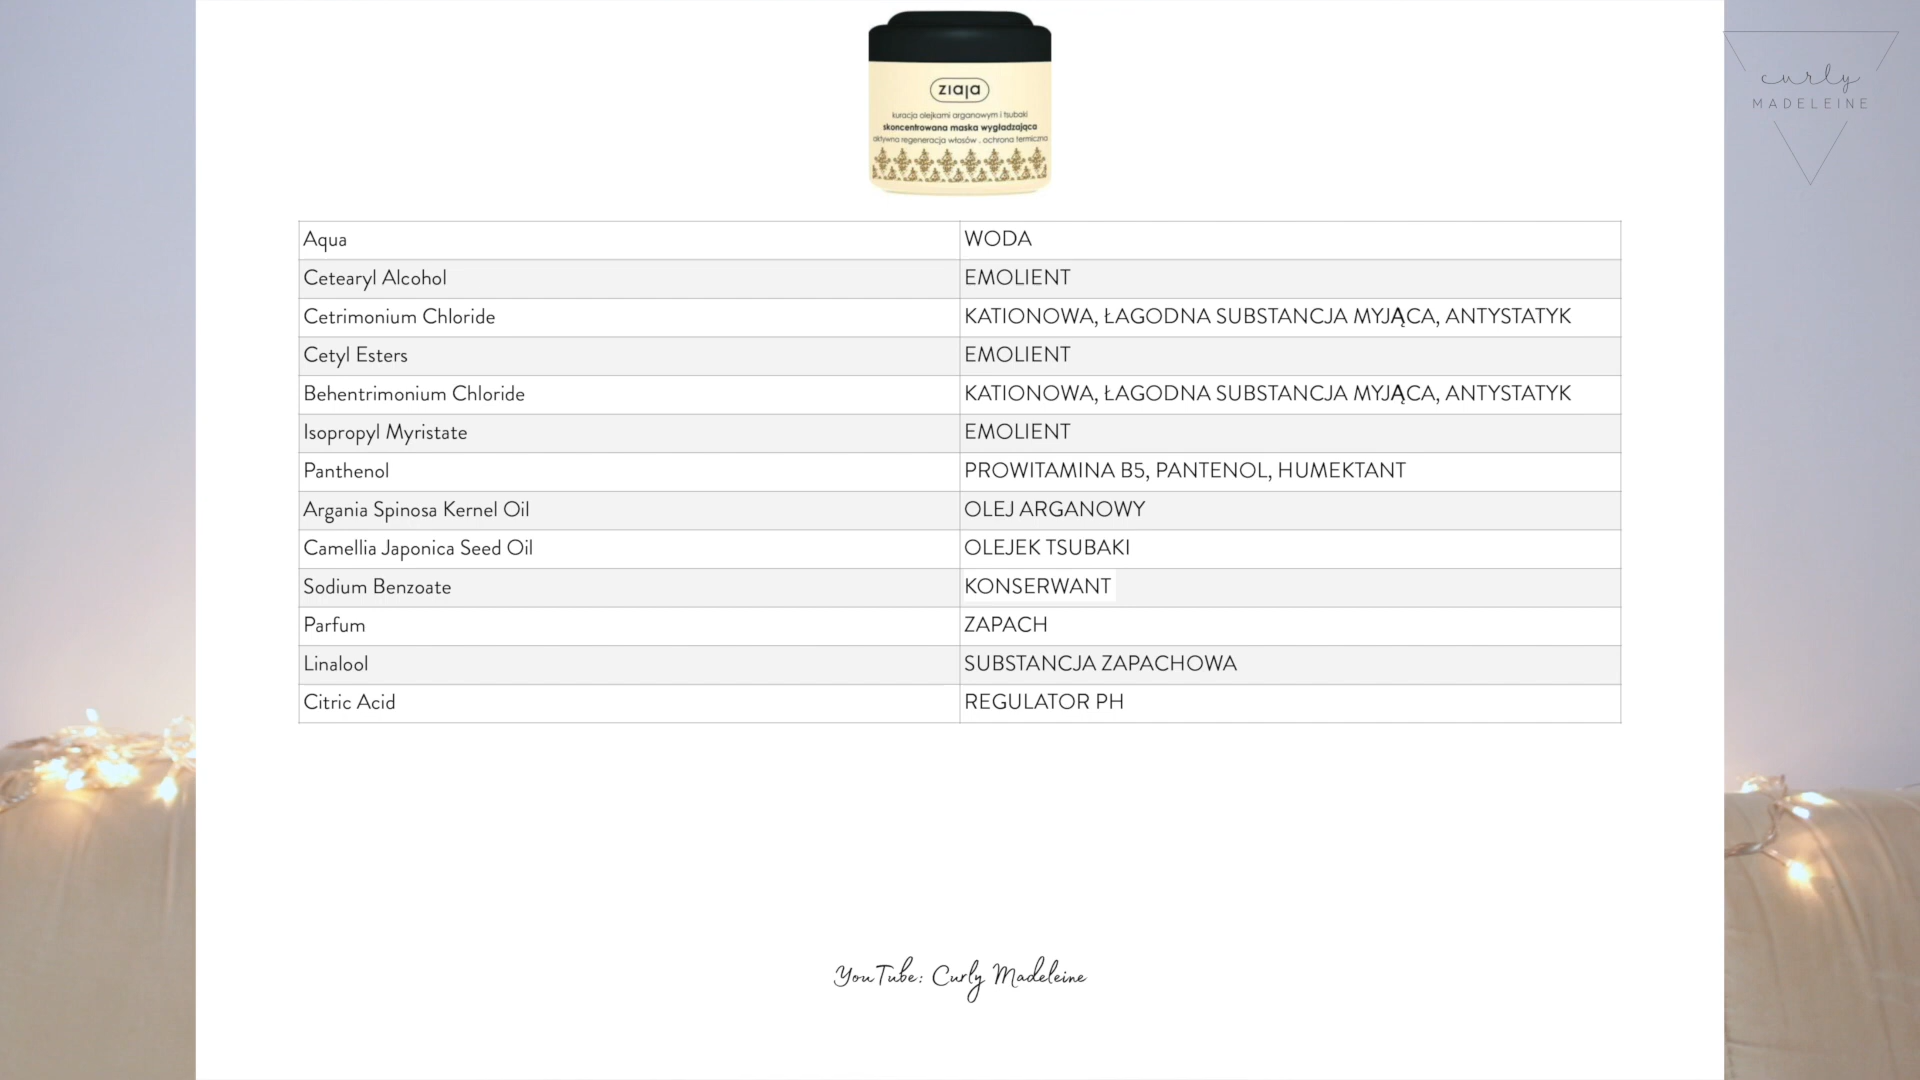 ziaja
kuracja olejkami arganowym i tsubaki
skoncentrowana maska wygładzająca
aktywna regeneracja włosów . ochrona termiczna
curly
MADELEINE
Aqua WODA
Cetearyl Alcohol EMOLIENT
Cetrimonium Chloride KATIONOWA, ŁAGODNA SUBSTANCJA MYJĄCA, ANTYSTATYK
Cetyl Esters EMOLIENT
Behentrimonium Chloride KATIONOWA, ŁAGODNA SUBSTANCJA MYJĄCA, ANTYSTATYK
Isopropyl Myristate EMOLIENT
Panthenol PROWITAMINA B5, PANTENOL, HUMEKTANT
Argania Spinosa Kernel Oil OLEJ ARGANOWY
Camellia Japonica Seed Oil OLEJEK TSUBAKI
Sodium Benzoate KONSERWANT
Parfum ZAPACH
Linalool SUBSTANCJA ZAPACHOWA
Citric Acid REGULATOR PH
YouTube: Curly Madeleine